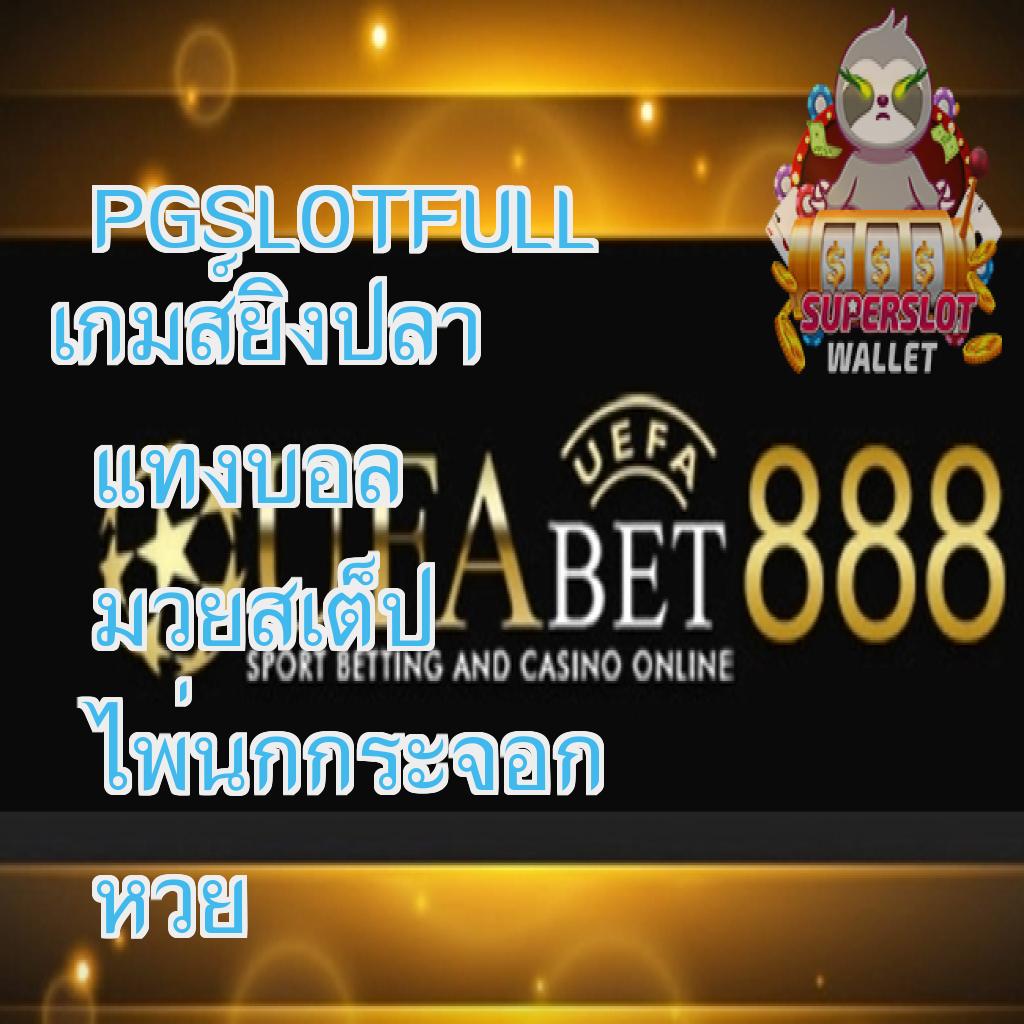 PGSLOTFULL
เกมส์ยิงปลา
SUPERSLOT
WALLET
แทงบอล
UEFA
UFABET888
มวยสเต็ป
SPORT BETTING AND CASINO ONLINE
ไพ่นกกระจอก
หวย